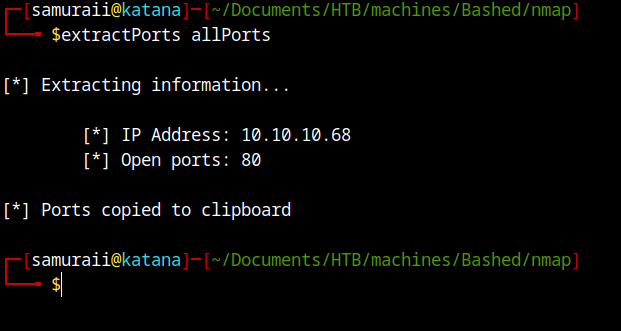 ┌─[samuraii@katana]─[~/Documents/HTB/machines/Bashed/nmap]
└──╼ $extractPorts allPorts
[*] Extracting information...
[*] IP Address: 10.10.10.68
[*] Open ports: 80
[*] Ports copied to clipboard
┌─[samuraii@katana]─[~/Documents/HTB/machines/Bashed/nmap]
└──╼ $